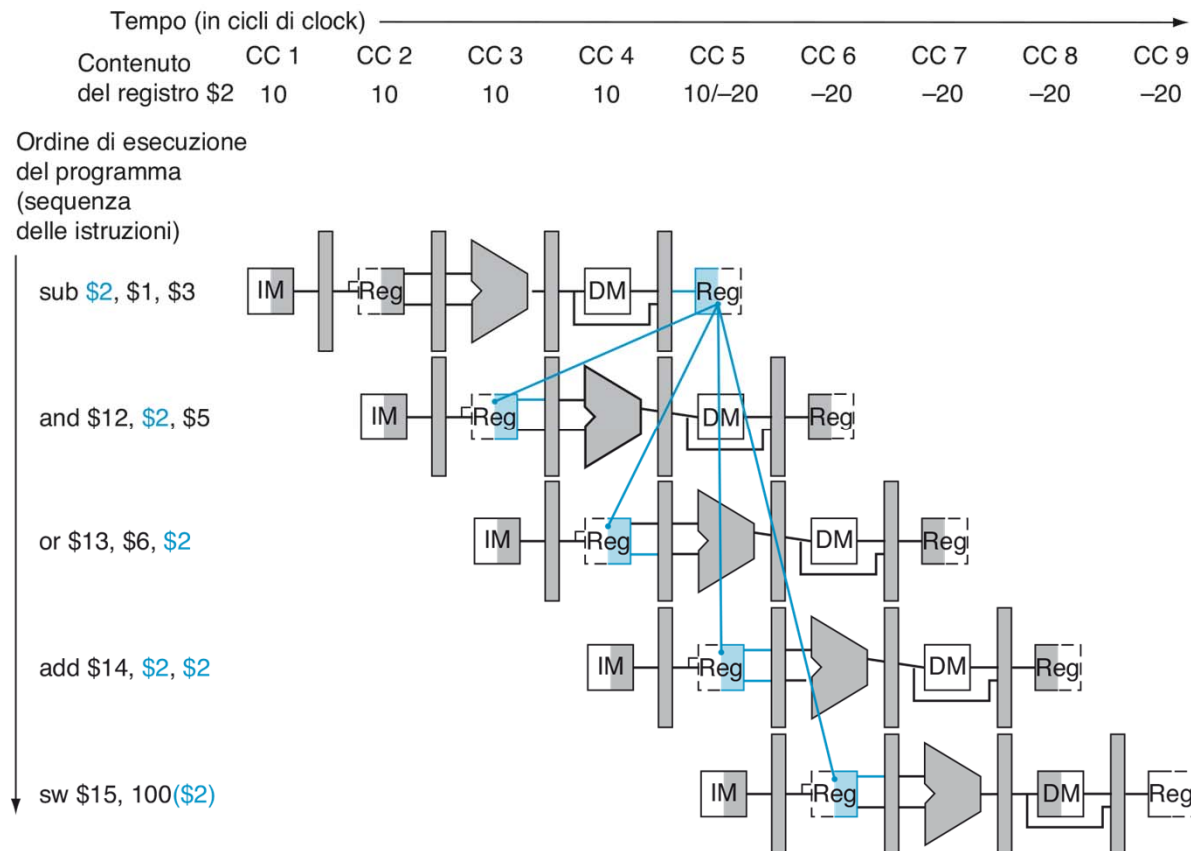 Tempo (in cicli di clock)
Contenuto del registro $2
CC 1 CC 2 CC 3 CC 4 CC 5 CC 6 CC 7 CC 8 CC 9
10 10 10 10 10/–20 –20 –20 –20 –20
Ordine di esecuzione
del programma
(sequenza
delle istruzioni)
sub $2, $1, $3
IM Reg DM Reg
and $12, $2, $5
IM Reg DM Reg
or $13, $6, $2
IM Reg DM Reg
add $14, $2, $2
IM Reg DM Reg
sw $15, 100($2)
IM Reg DM Reg